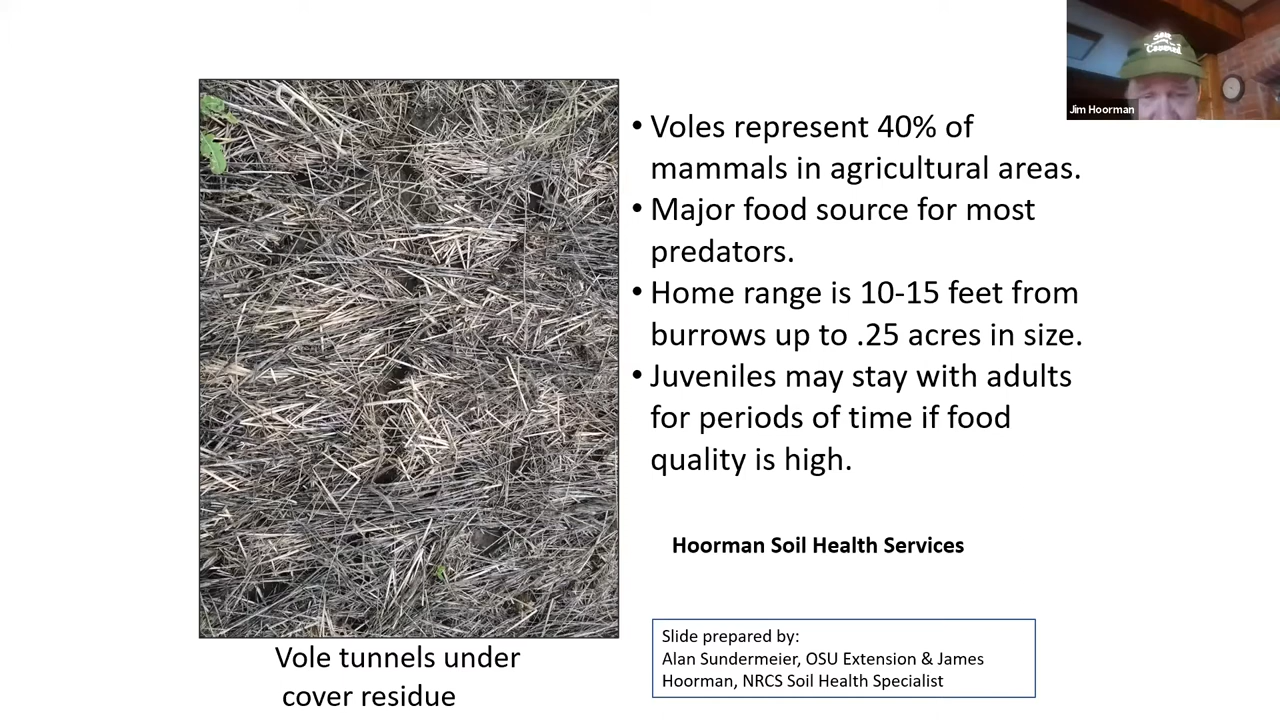 • Voles represent 40% of
mammals in agricultural areas.
• Major food source for most
predators.
• Home range is 10-15 feet from
burrows up to .25 acres in size.
• Juveniles may stay with adults
for periods of time if food
quality is high.
Hoorman Soil Health Services
Slide prepared by:
Alan Sundermeier, OSU Extension & James
Hoorman, NRCS Soil Health Specialist
Vole tunnels under
cover residue
Jim Hoorman
Covered